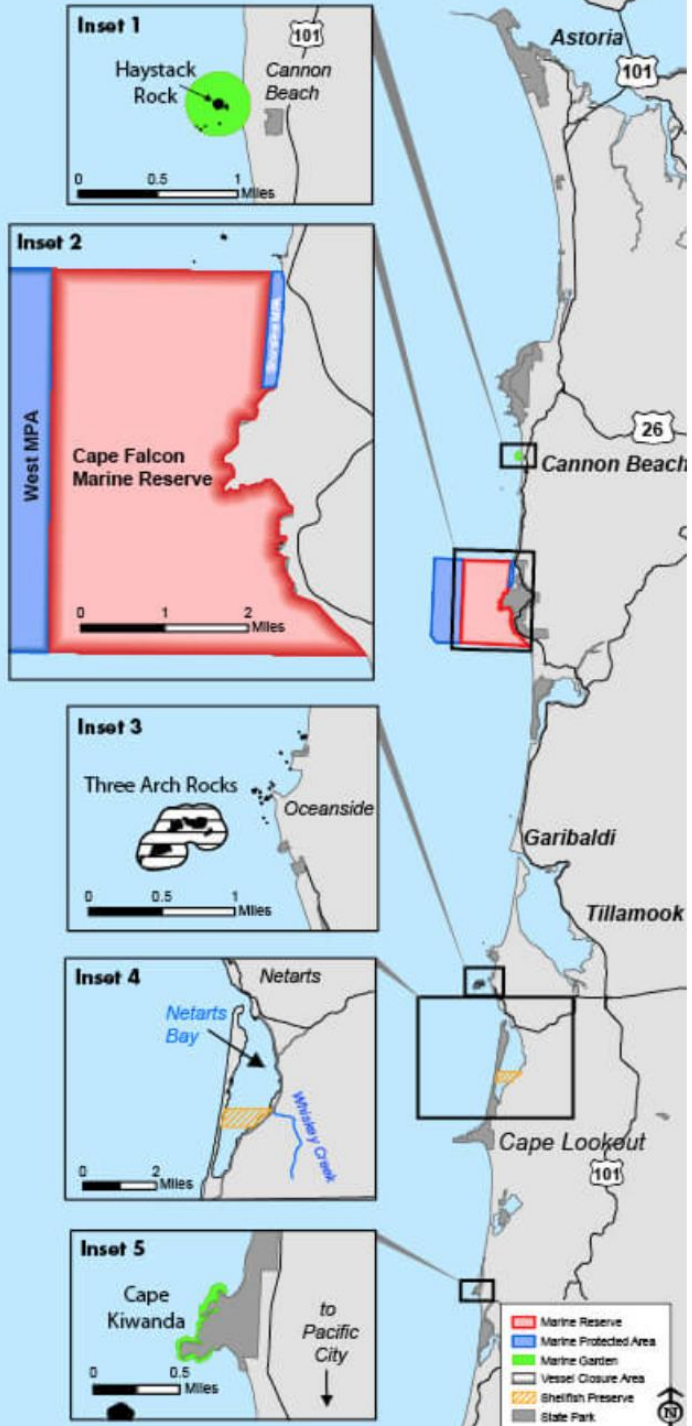 Inset 1
101
Haystack
Rock
Cannon
Beach
0 0.5 1
Miles
Inset 2
West MPA
Cape Falcon
Marine Reserve
0 1 2
Miles
Inset 3
Three Arch Rocks
Oceanside
0 0.5 1
Miles
Inset 4
Netarts
Netarts
Bay
Whiskey Creek
0 2
Miles
Inset 5
Cape
Kiwanda
to
Pacific
City
0 0.5
Miles
Astoria
101
26
Cannon Beach
Garibaldi
Tillamook
Cape Lookout
101
Marine Reserve
Marine Protected Area
Marine Garden
Vessel Closure Area
Shellfish Preserve
State Park
N